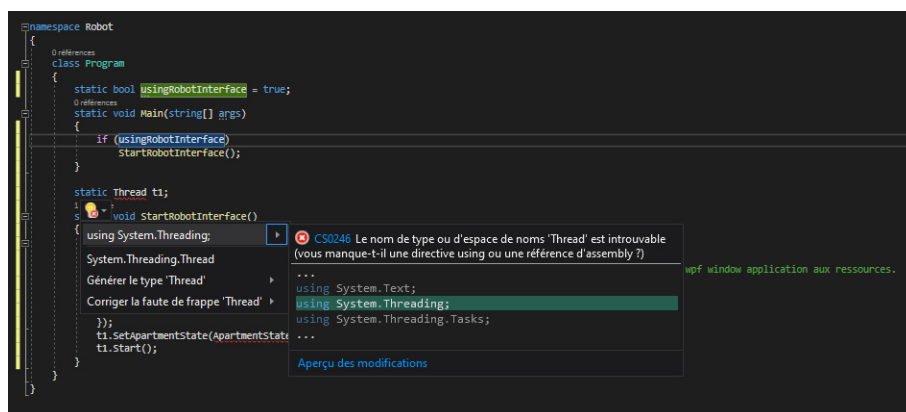 namespace Robot
{
0 références
class Program
{
static bool usingRobotInterface = true;
0 références
static void Main(string[] args)
{
if (usingRobotInterface)
StartRobotInterface();
}
static Thread t1;
1
s void StartRobotInterface()
{
using System.Threading;
System.Threading.Thread
Générer le type 'Thread'
Corriger la faute de frappe 'Thread'
CS0246 Le nom de type ou d'espace de noms 'Thread' est introuvable
(vous manque-t-il une directive using ou une référence d'assembly ?)
...
using System.Text;
using System.Threading;
using System.Threading.Tasks;
...
Aperçu des modifications
wpf window application aux ressources.
});
t1.SetApartmentState(ApartmentState
t1.Start();
}
}
}